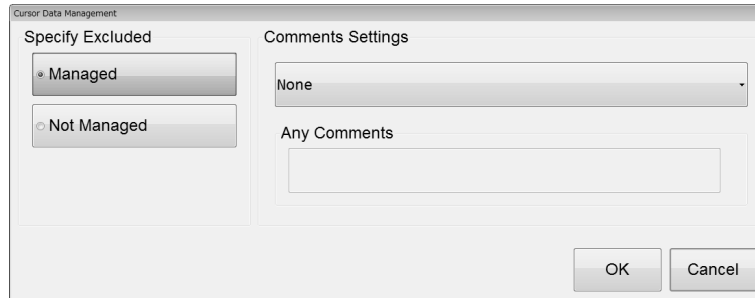 Cursor Data Management
Specify Excluded
Managed
Not Managed
Comments Settings
None
Any Comments
OK
Cancel